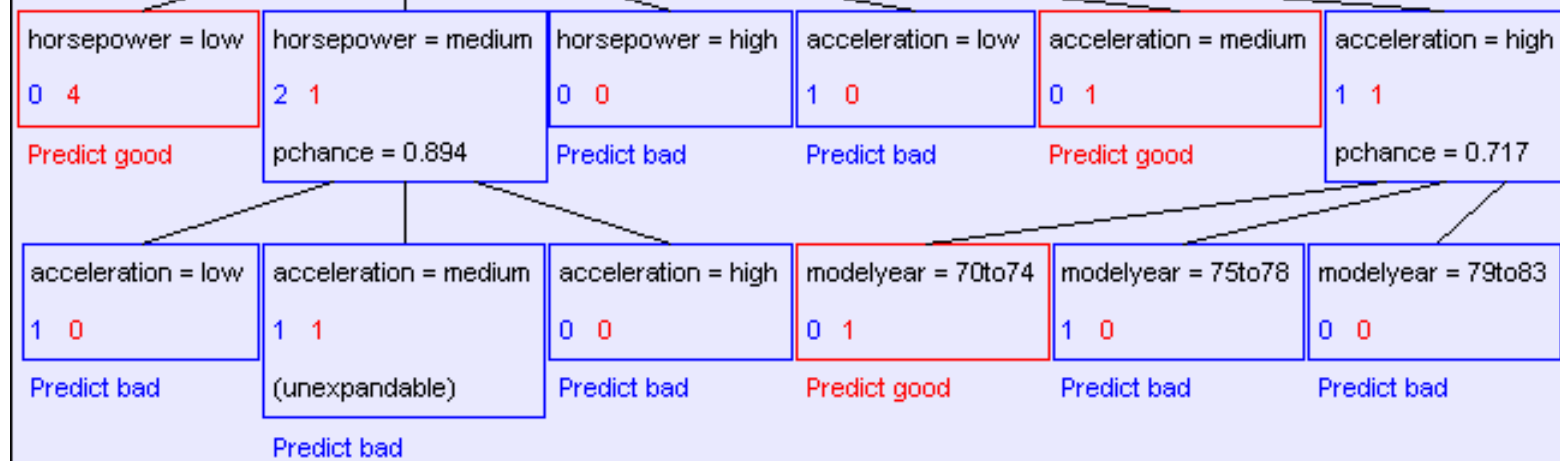 horsepower = low
0 4
Predict good
horsepower = medium
2 1
pchance = 0.894
horsepower = high
0 0
Predict bad
acceleration = low
1 0
Predict bad
acceleration = medium
0 1
Predict good
acceleration = high
1 1
pchance = 0.717
acceleration = low
1 0
Predict bad
acceleration = medium
1 1
(unexpandable)
Predict bad
acceleration = high
0 0
Predict bad
modelyear = 70to74
0 1
Predict good
modelyear = 75to78
1 0
Predict bad
modelyear = 79to83
0 0
Predict bad